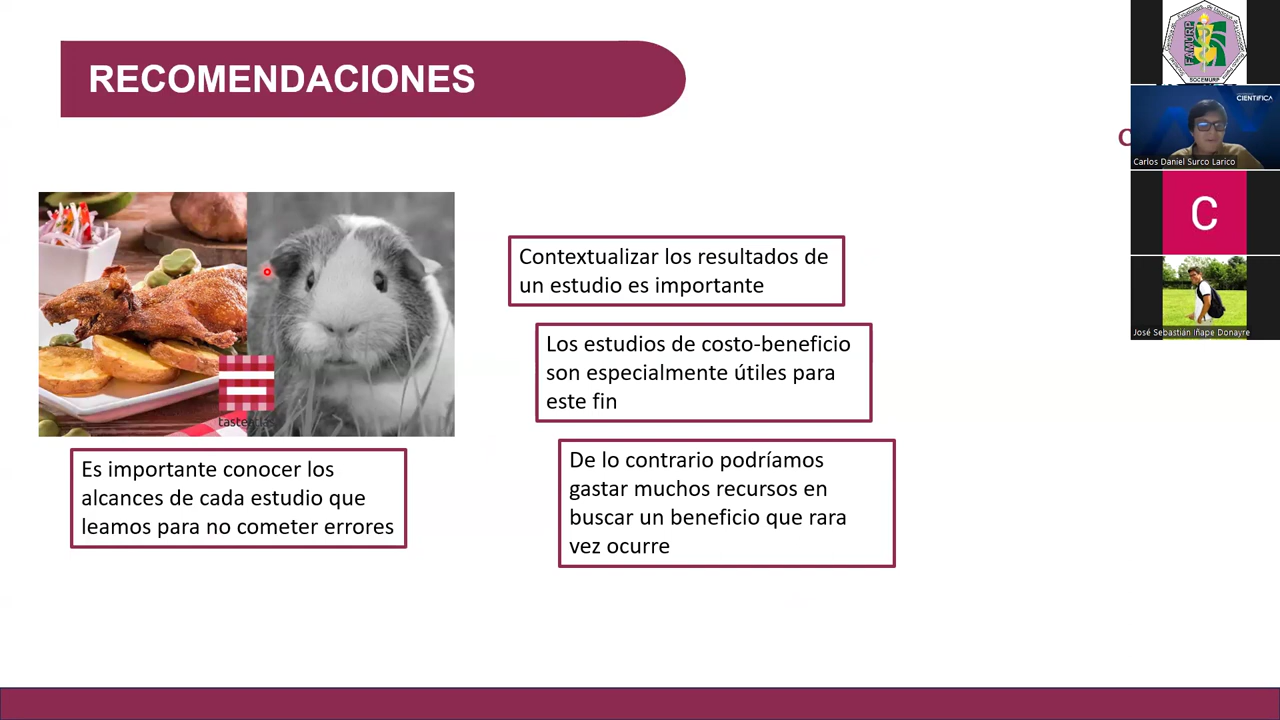 RECOMENDACIONES
Contextualizar los resultados de
un estudio es importante
Los estudios de costo-beneficio
son especialmente útiles para
este fin
De lo contrario podríamos
gastar muchos recursos en
buscar un beneficio que rara
vez ocurre
Es importante conocer los
alcances de cada estudio que
leamos para no cometer errores
FAMURP
SOCEMURP
CIENTÍFICA
Carlos Daniel Surco Larico
C
José Sebastián Iñape Donayre